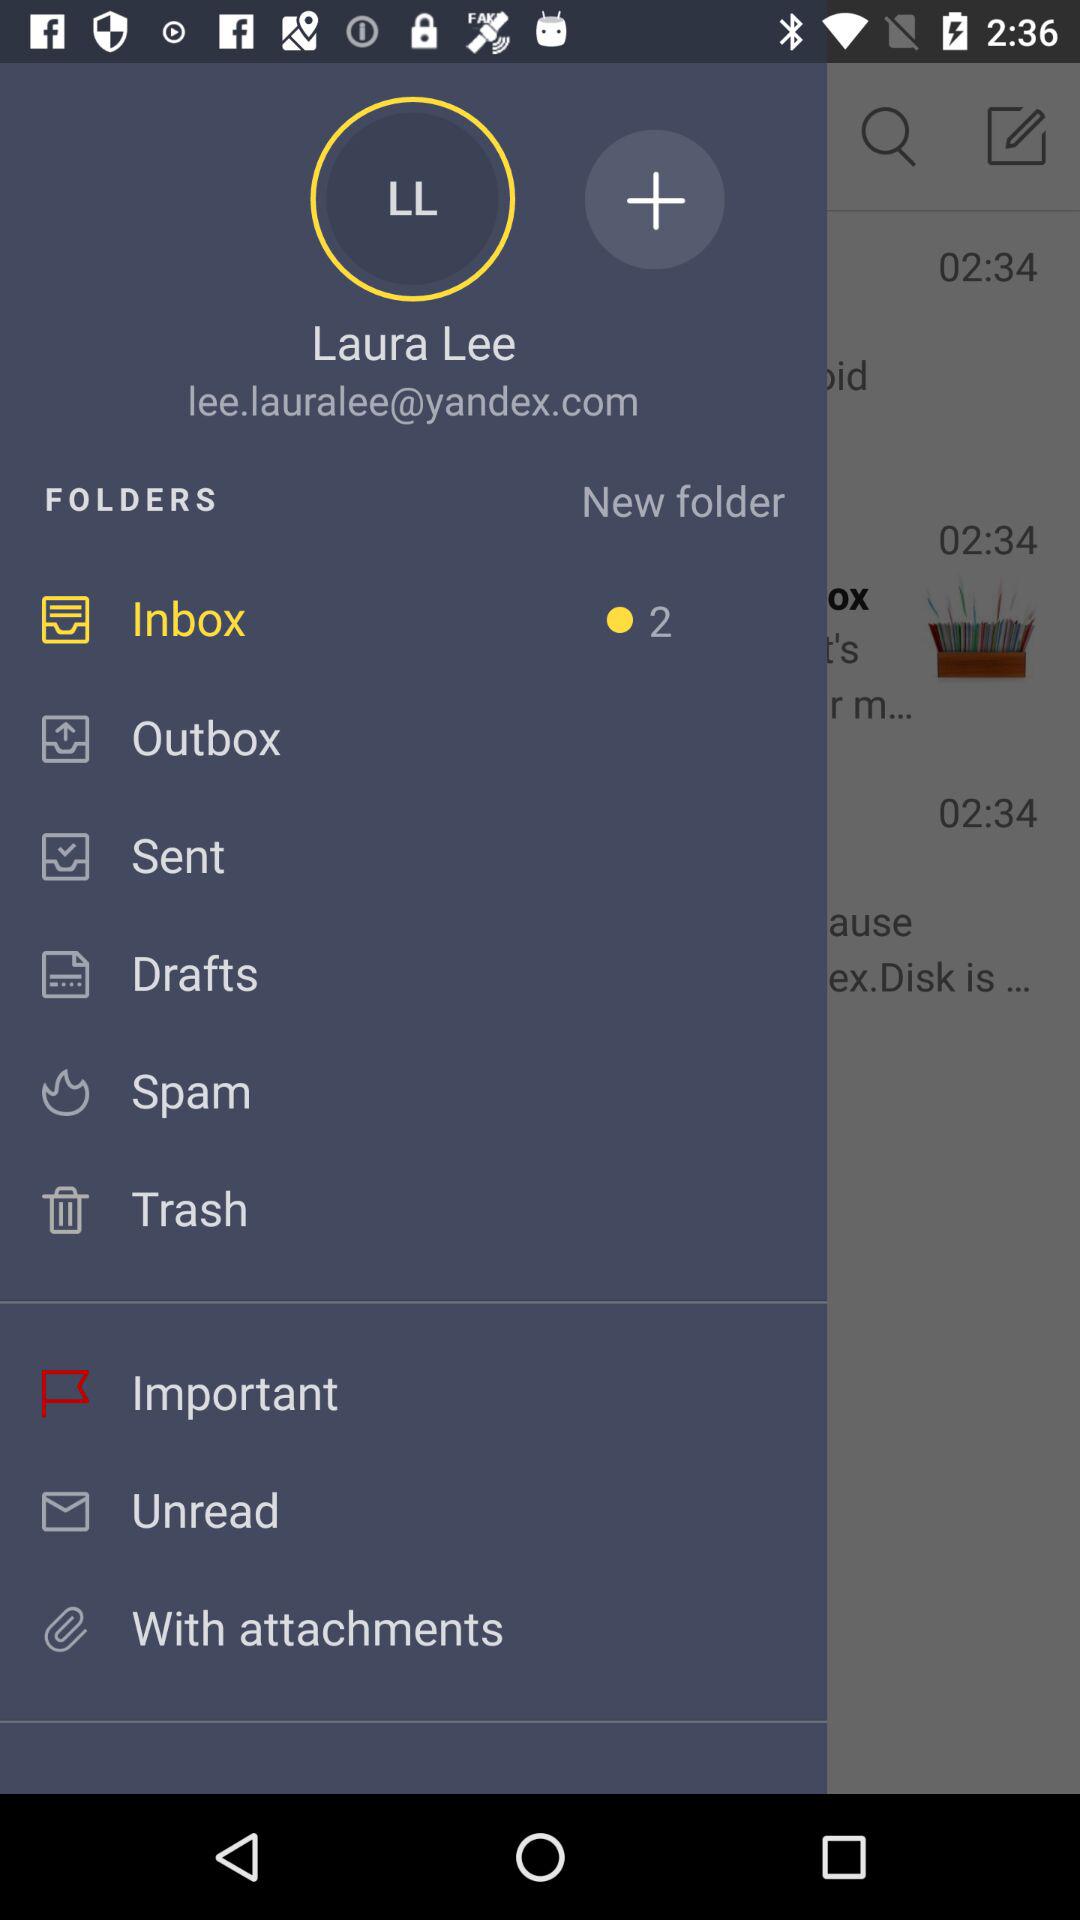 FAKE 2:36
LL
Laura Lee
lee.lauralee@yandex.com
FOLDERS New folder
Inbox 2
Outbox
Sent
Drafts
Spam
Trash
Important
Unread
With attachments
02:34
oid
02:34
ox
t's
r m...
02:34
ause
ex.Disk is ...